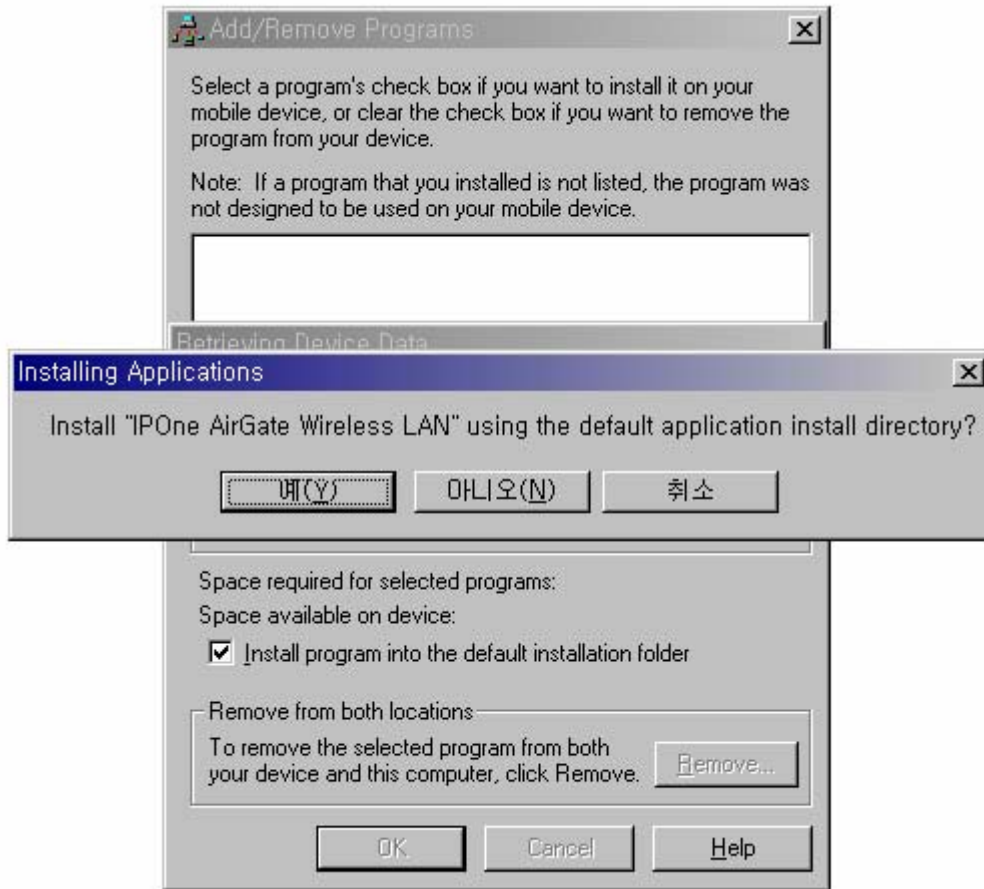 Add/Remove Programs
Select a program's check box if you want to install it on your
mobile device, or clear the check box if you want to remove the
program from your device.
Note: If a program that you installed is not listed, the program was
not designed to be used on your mobile device.
Retrieving Device Data
Installing Applications
Install "IPOne AirGate Wireless LAN" using the default application install directory?
예(Y) 아니오(N) 취소
Space required for selected programs:
Space available on device:
Install program into the default installation folder
Remove from both locations
To remove the selected program from both
your device and this computer, click Remove.
Remove...
OK Cancel Help